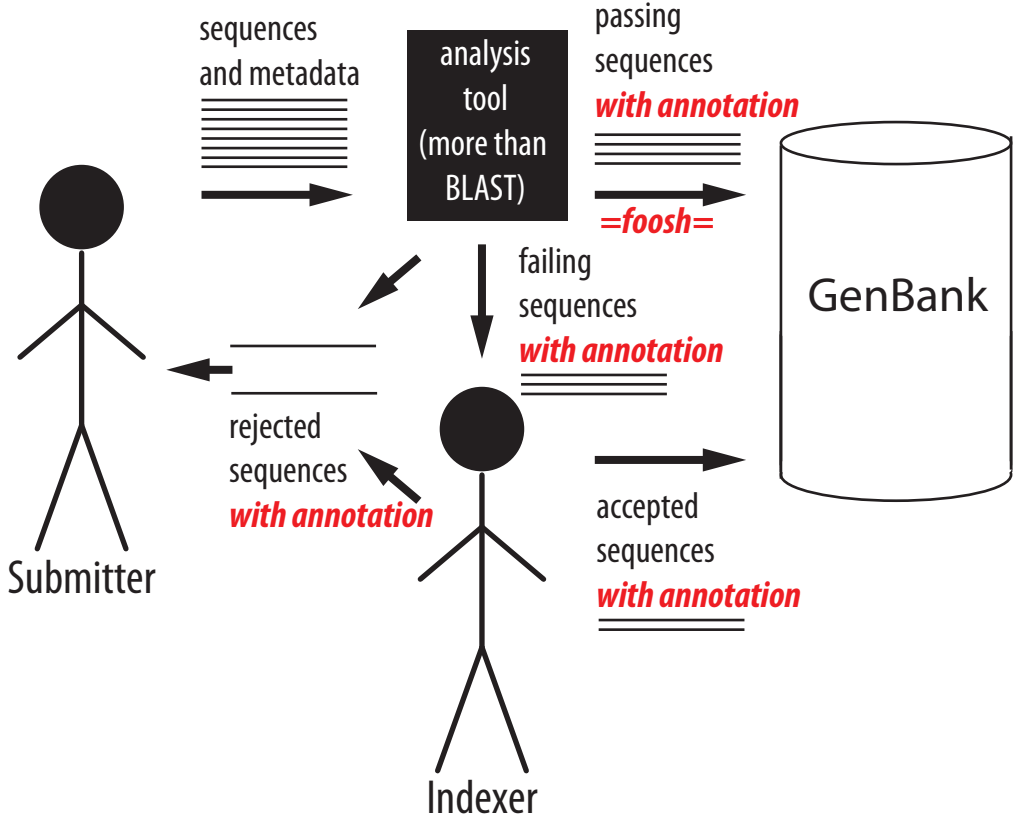 sequences
and metadata
analysis
tool
(more than
BLAST)
passing
sequences
with annotation
=foosh=
GenBank
failing
sequences
with annotation
rejected
sequences
with annotation
accepted
sequences
with annotation
Submitter
Indexer